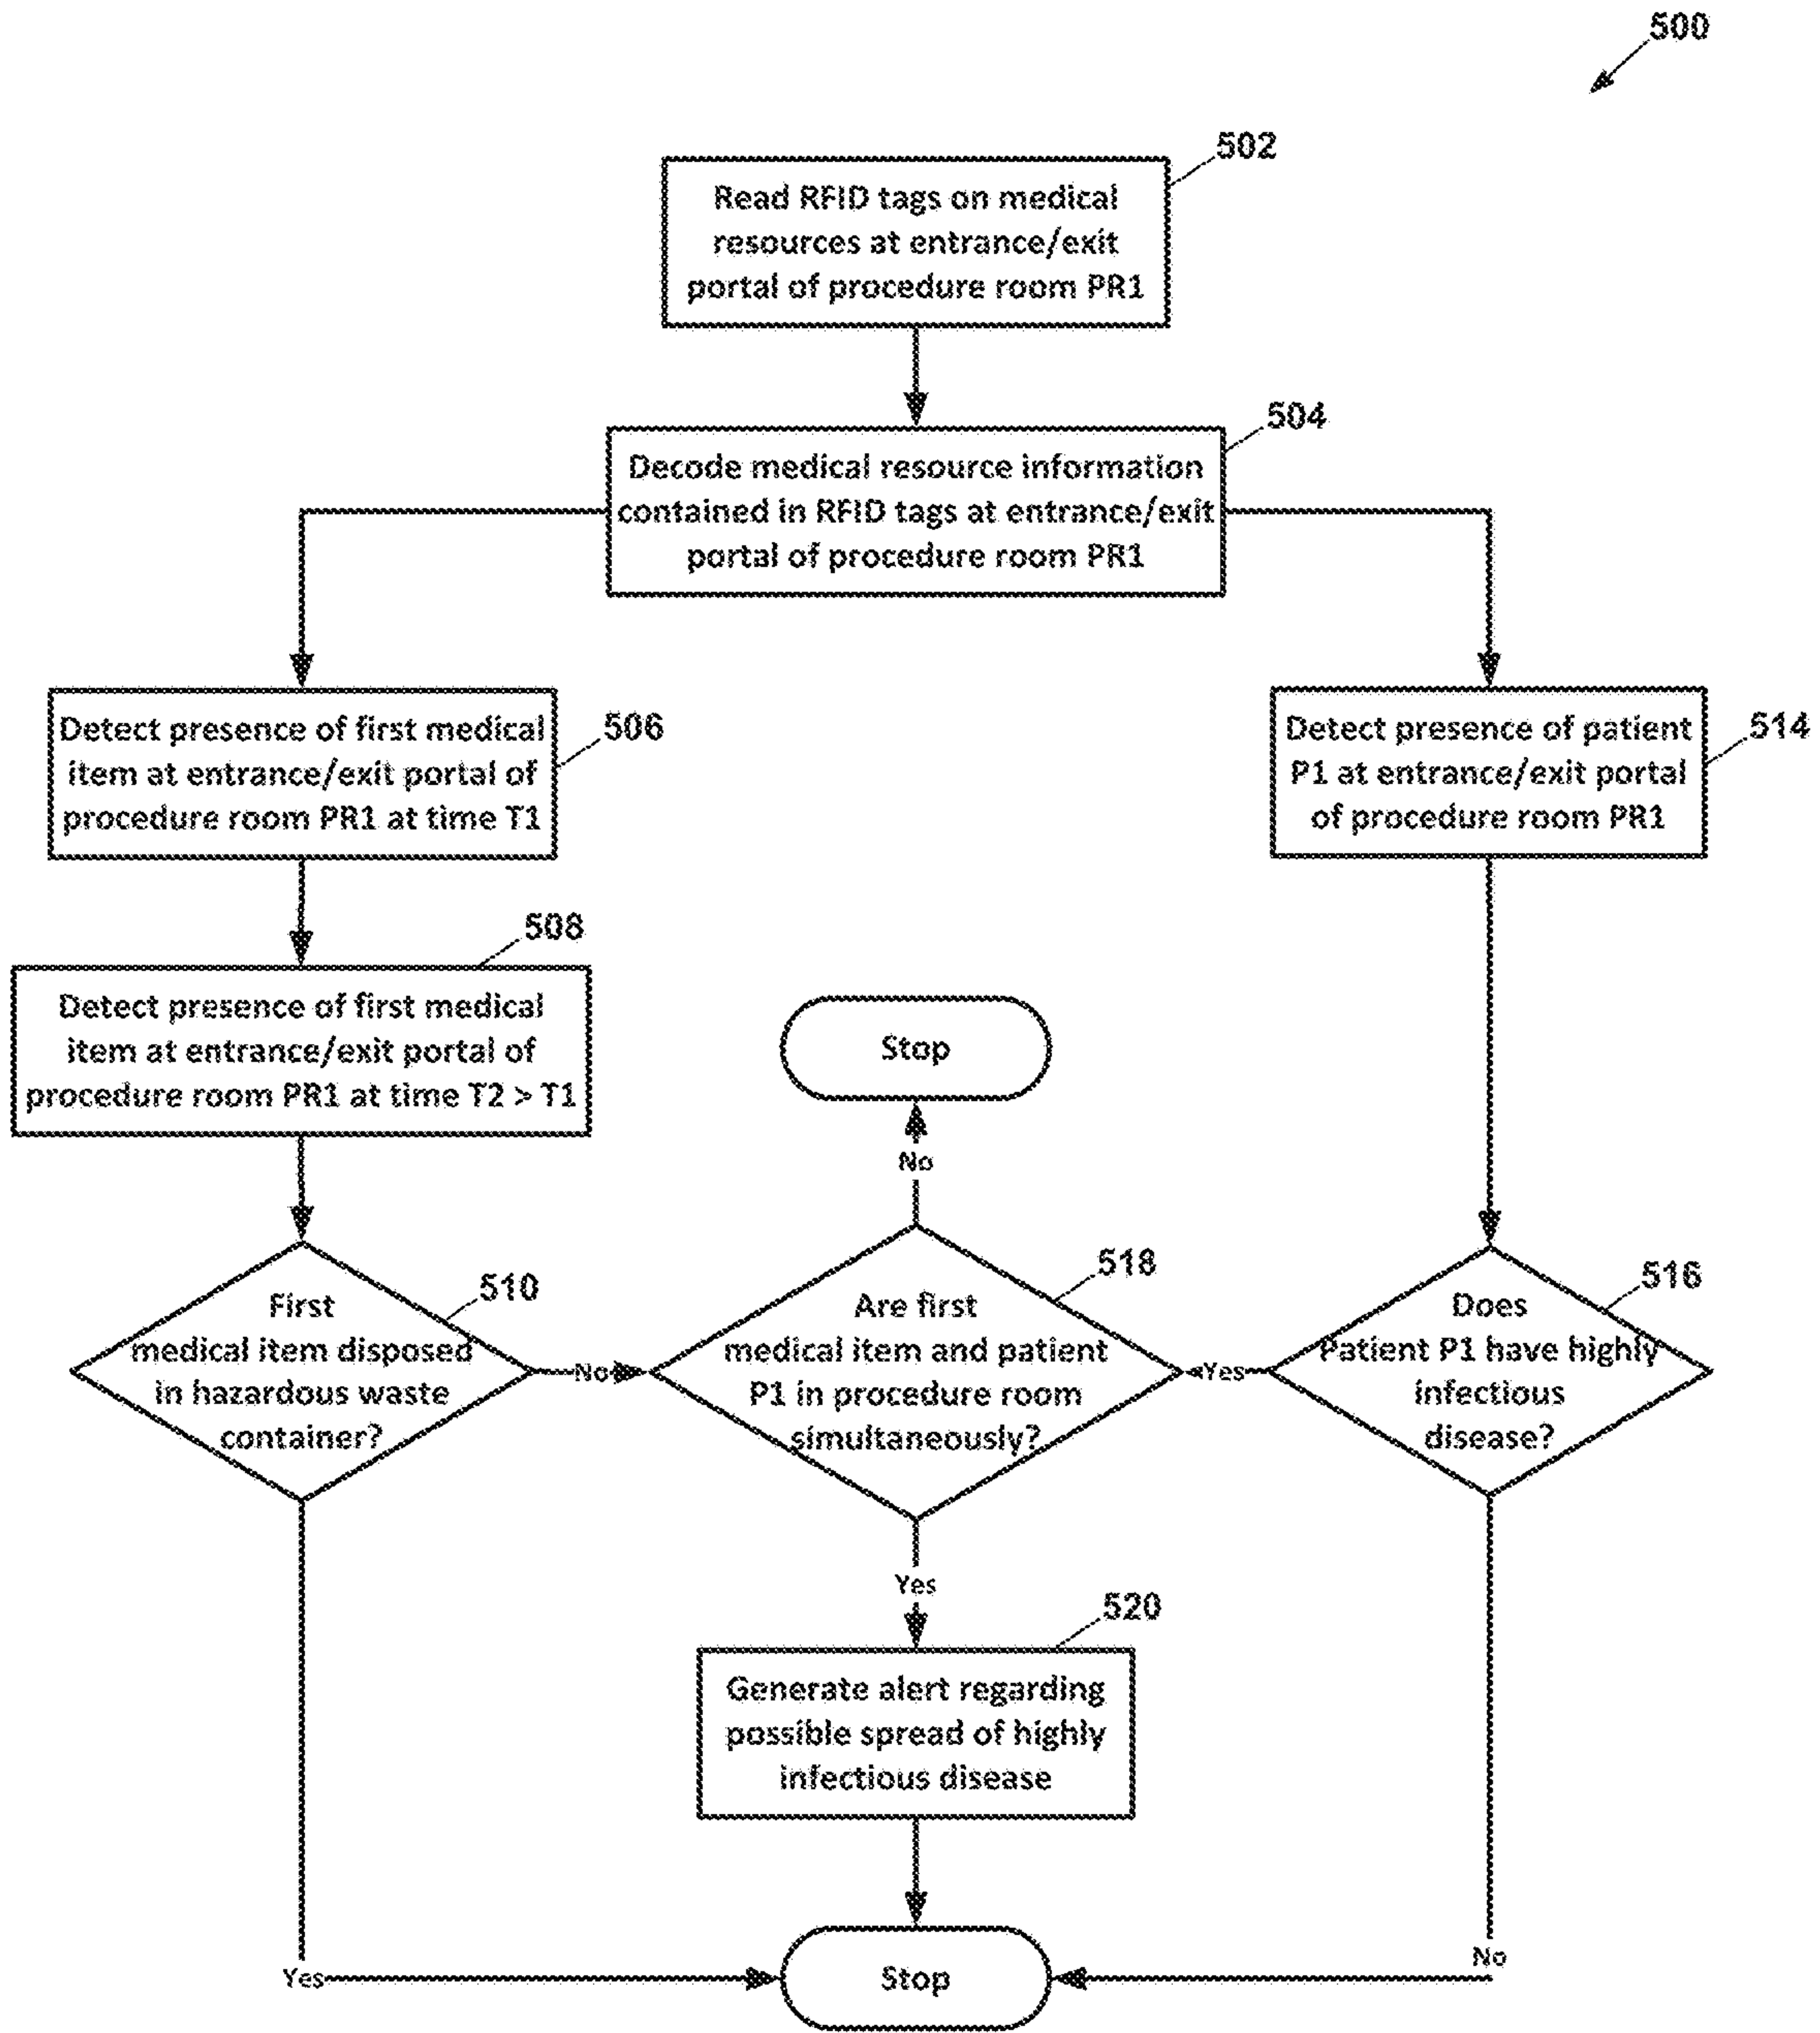 500
502
Read RFID tags on medical
resources at entrance/exit
portal of procedure room PR1
504
Decode medical resource information
contained in RFID tags at entrance/exit
portal of procedure room PR1
506
Detect presence of first medical
item at entrance/exit portal of
procedure room PR1 at time T1
514
Detect presence of patient
P1 at entrance/exit portal
of procedure room PR1
508
Detect presence of first medical
item at entrance/exit portal of
procedure room PR1 at time T2 > T1
Stop
No
510
First
medical item disposed
in hazardous waste
container?
No
518
Are first
medical item and patient
P1 in procedure room
simultaneously?
Yes
516
Does
Patient P1 have highly
infectious
disease?
Yes
520
Generate alert regarding
possible spread of highly
infectious disease
Yes
Stop
No